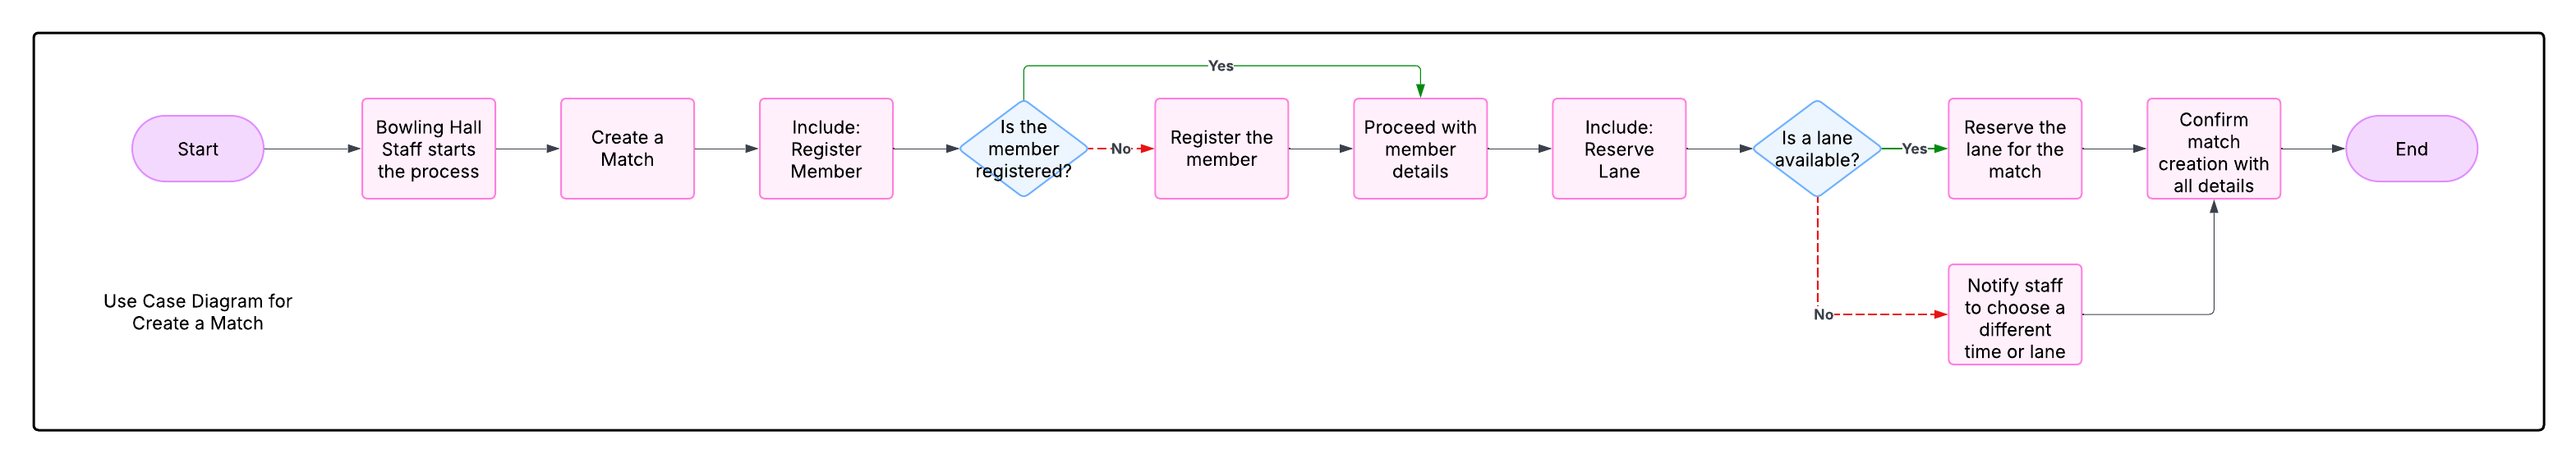 Yes
Start
Bowling Hall
Staff starts
the process
Create a
Match
Include:
Register
Member
Is the
member
registered?
No
Register the
member
Proceed with
member
details
Include:
Reserve
Lane
Is a lane
available?
Yes
Reserve the
lane for the
match
Confirm
match
creation with
all details
End
Use Case Diagram for
Create a Match
No
Notify staff
to choose a
different
time or lane